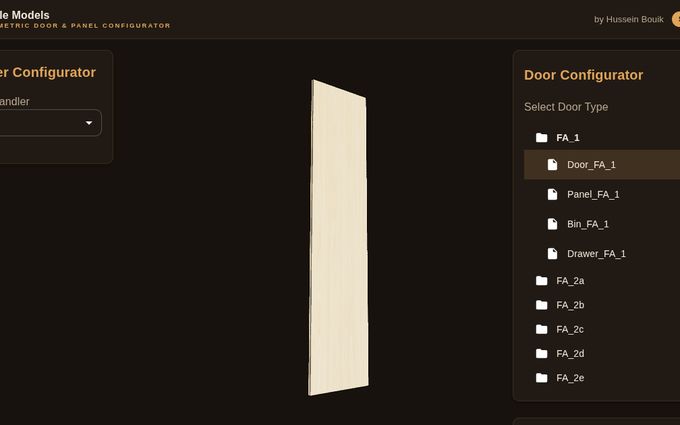 le Models
METRIC DOOR & PANEL CONFIGURATOR
by Hussein Bouik
er Configurator
andler
Door Configurator
Select Door Type
FA_1
Door_FA_1
Panel_FA_1
Bin_FA_1
Drawer_FA_1
FA_2a
FA_2b
FA_2c
FA_2d
FA_2e